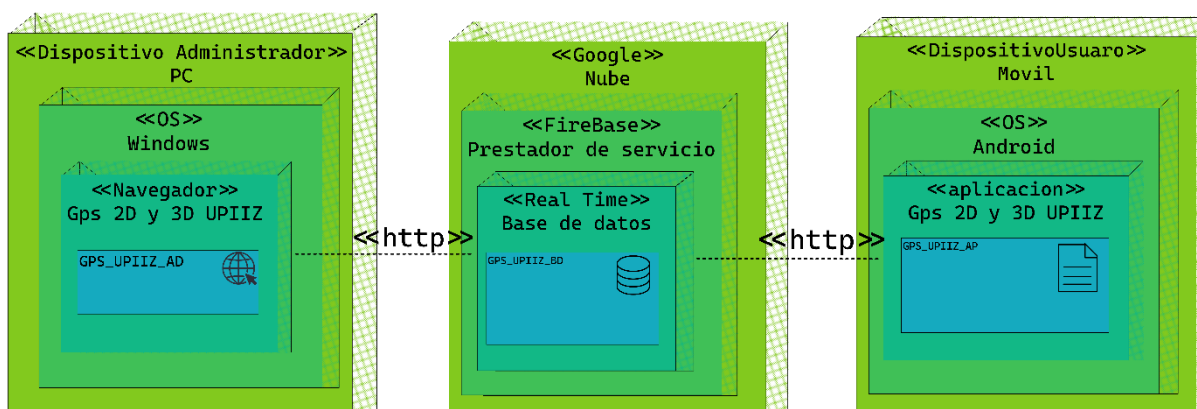 <<Dispositivo Administrador>>
PC
<<OS>>
Windows
<<Navegador>>
Gps 2D y 3D UPIIZ
GPS_UPIIZ_AD
<<http>>
<<Google>>
Nube
<<FireBase>>
Prestador de servicio
<<Real Time>>
Base de datos
GPS_UPIIZ_BD
<<http>>
<<DispositivoUsuaro>>
Movil
<<OS>>
Android
<<aplicacion>>
Gps 2D y 3D UPIIZ
GPS_UPIIZ_AP